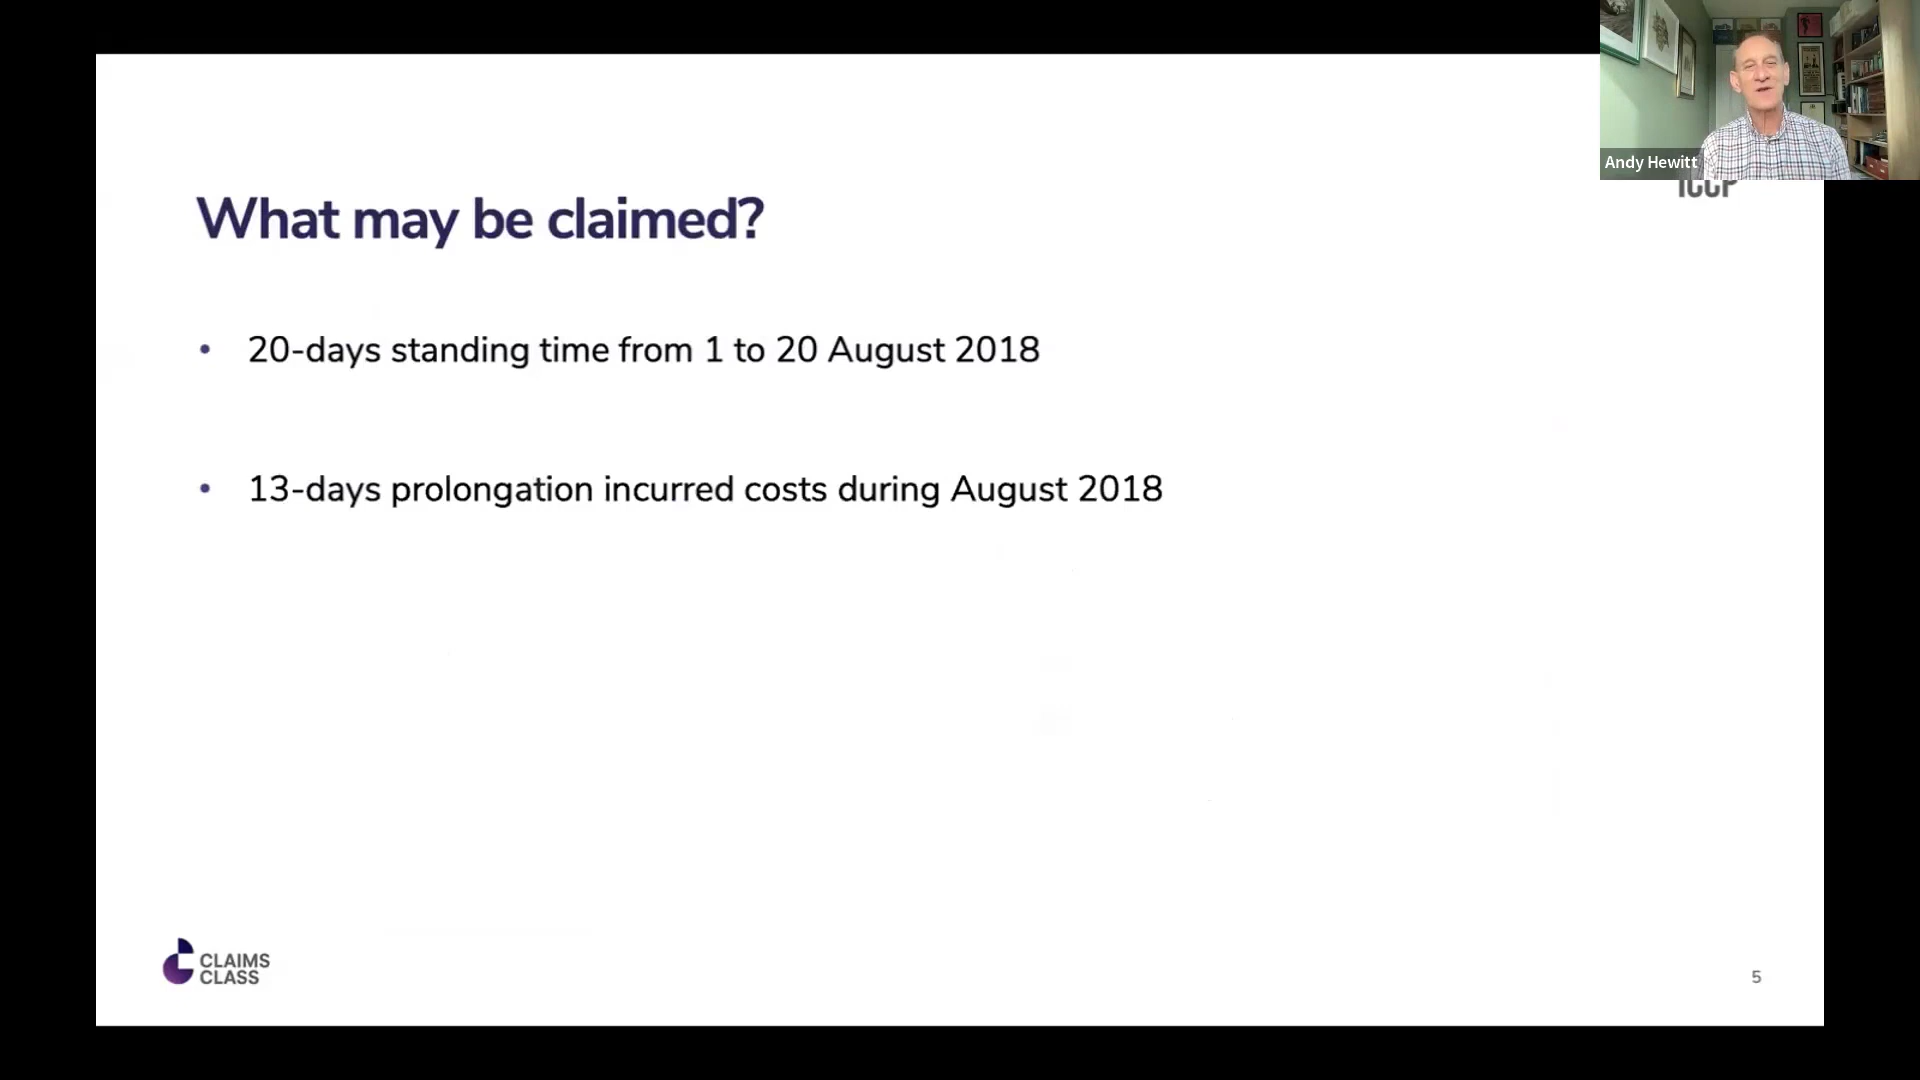 Andy Hewitt
ICCP
What may be claimed?
• 20-days standing time from 1 to 20 August 2018
• 13-days prolongation incurred costs during August 2018
CLAIMS
CLASS
5